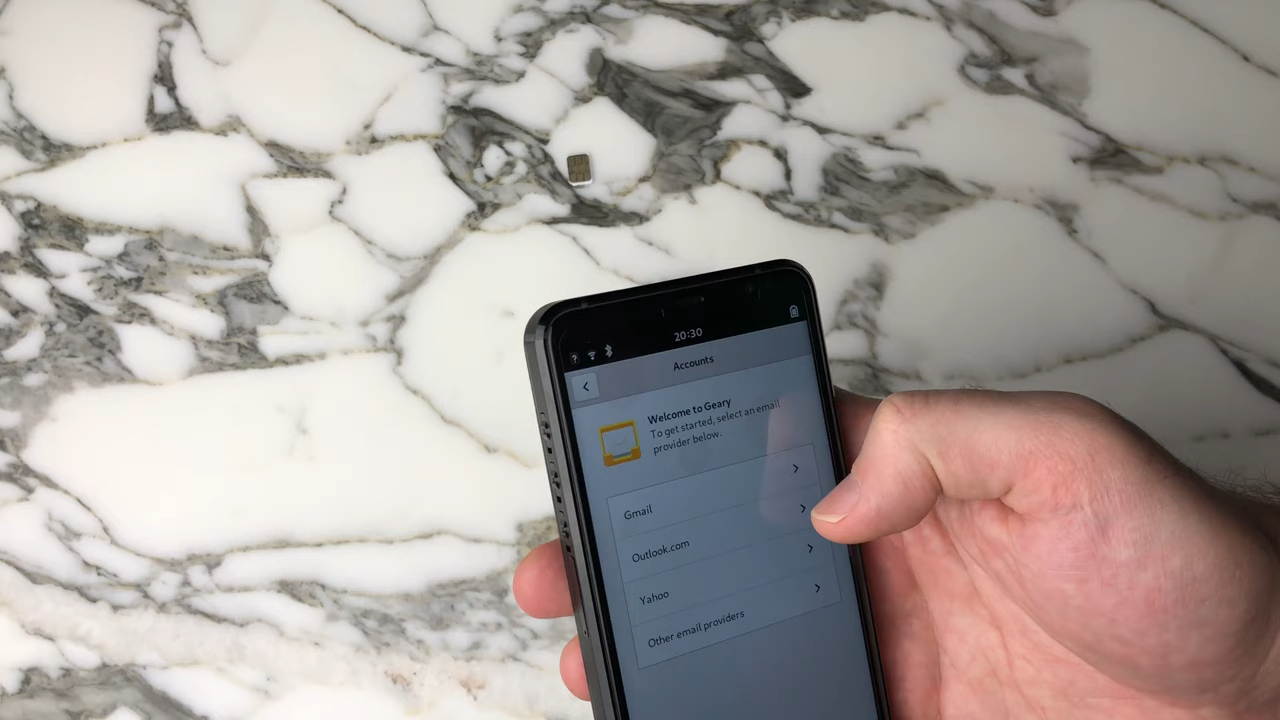 20:30
Accounts
Welcome to Geary
To get started, select an email
provider below.
Gmail
Outlook.com
Yahoo
Other email providers